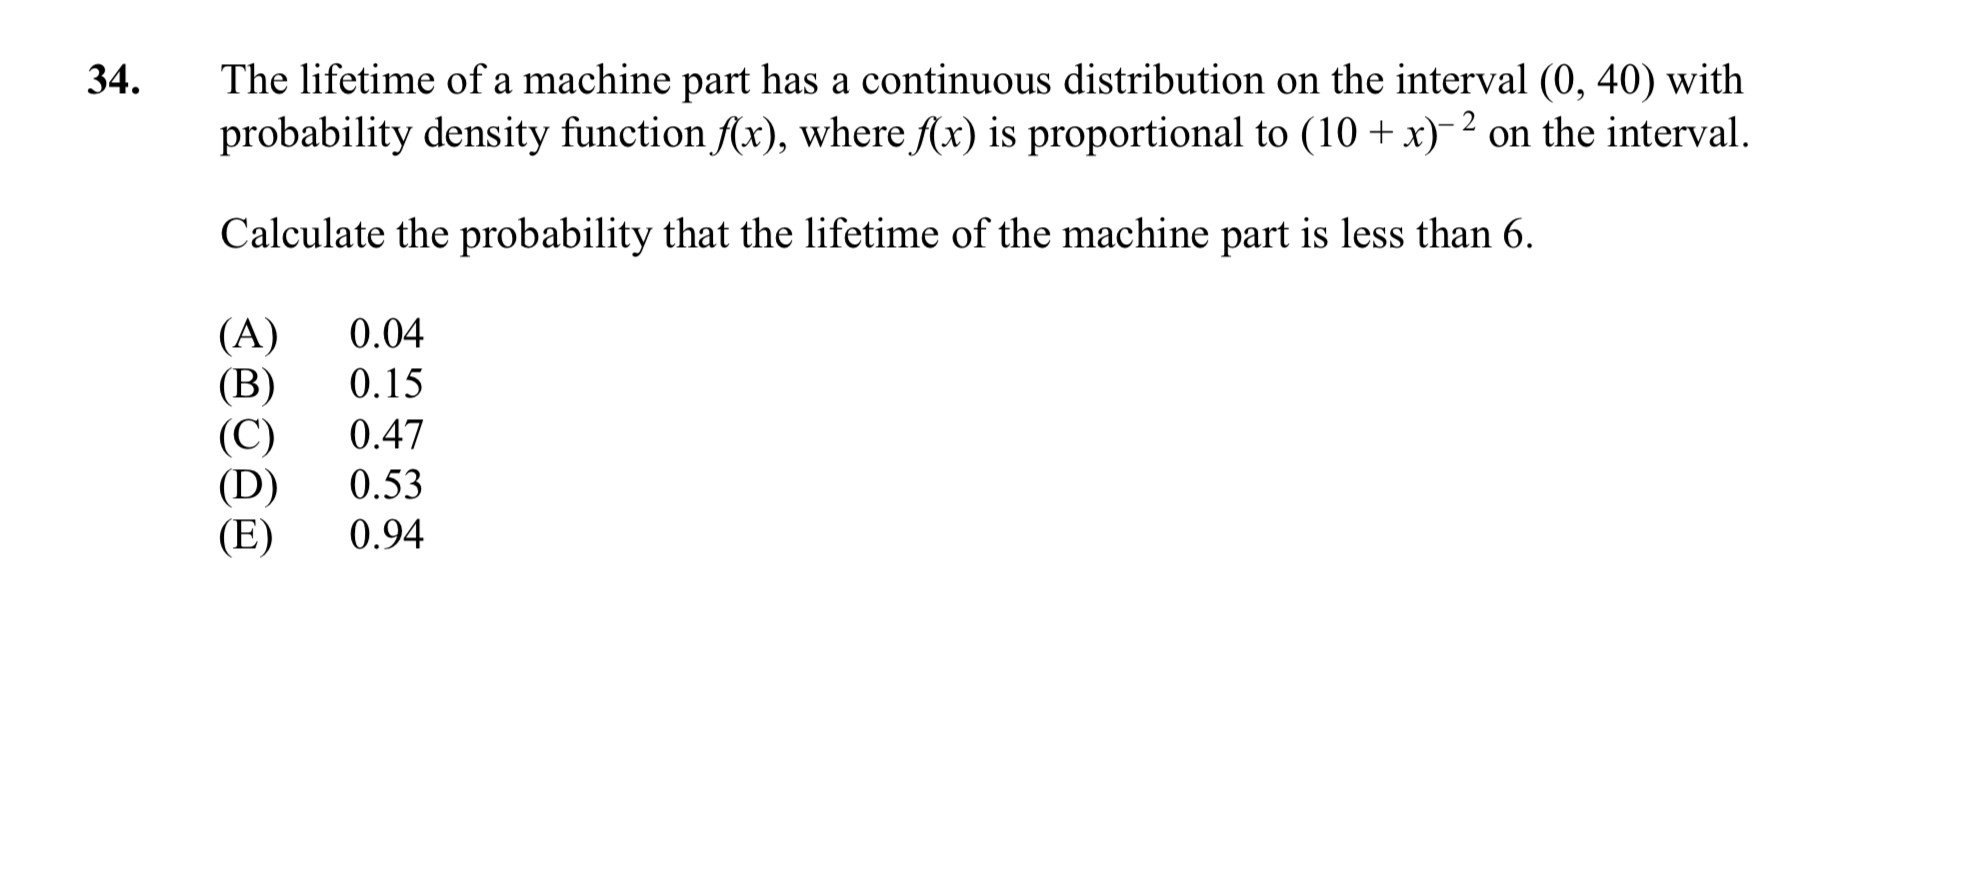 34. The lifetime of a machine part has a continuous distribution on the interval (0, 40) with
probability density function f(x), where f(x) is proportional to (10 + x)⁻² on the interval.
Calculate the probability that the lifetime of the machine part is less than 6.
(A) 0.04
(B) 0.15
(C) 0.47
(D) 0.53
(E) 0.94